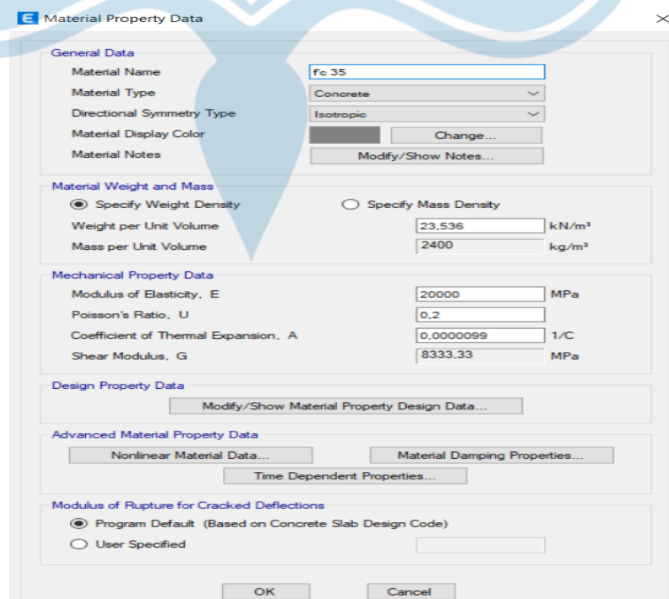 E Material Property Data
General Data
Material Name f'c 35
Material Type Concrete
Directional Symmetry Type Isotropic
Material Display Color Change...
Material Notes Modify/Show Notes...
Material Weight and Mass
Specify Weight Density Specify Mass Density
Weight per Unit Volume 23,536 kN/m³
Mass per Unit Volume 2400 kg/m³
Mechanical Property Data
Modulus of Elasticity, E 20000 MPa
Poisson's Ratio, U 0,2
Coefficient of Thermal Expansion, A 0,0000099 1/C
Shear Modulus, G 8333,33 MPa
Design Property Data
Modify/Show Material Property Design Data...
Advanced Material Property Data
Nonlinear Material Data... Material Damping Properties...
Time Dependent Properties...
Modulus of Rupture for Cracked Deflections
Program Default (Based on Concrete Slab Design Code)
User Specified
OK Cancel